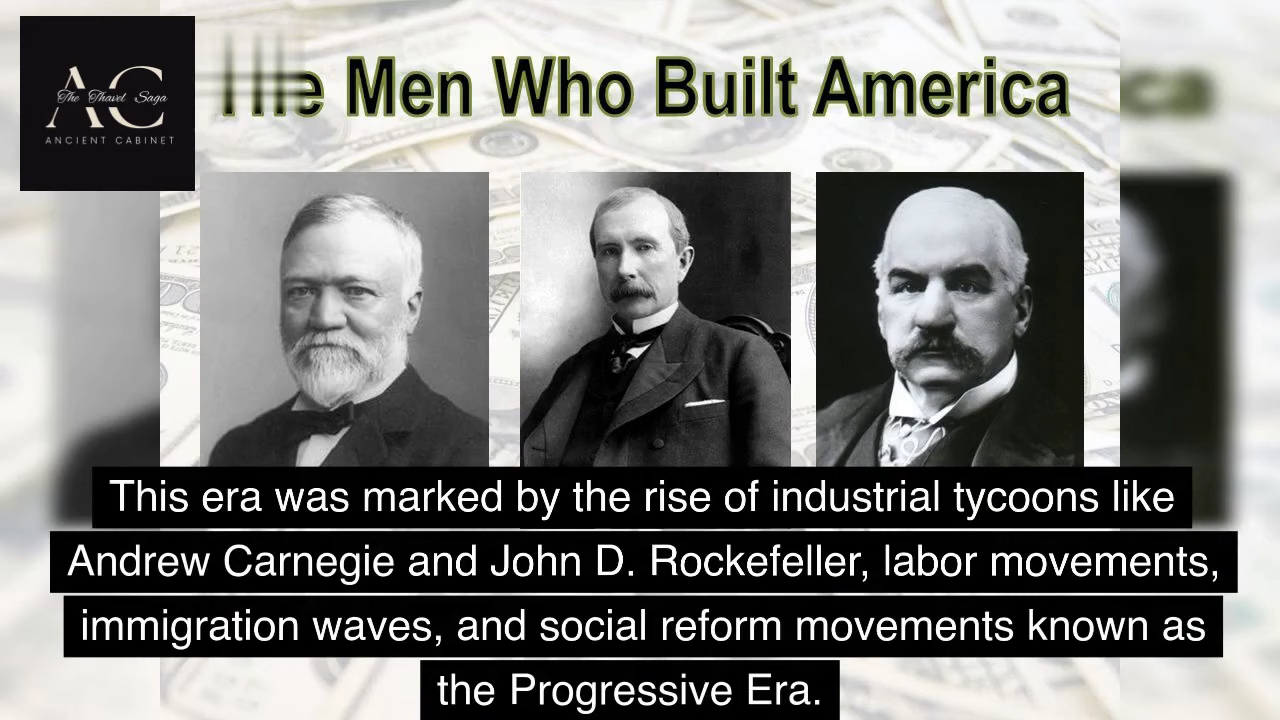 AC
The Thavel Saga
ANCIENT CABINET
The Men Who Built America
This era was marked by the rise of industrial tycoons like
Andrew Carnegie and John D. Rockefeller, labor movements,
immigration waves, and social reform movements known as
the Progressive Era.